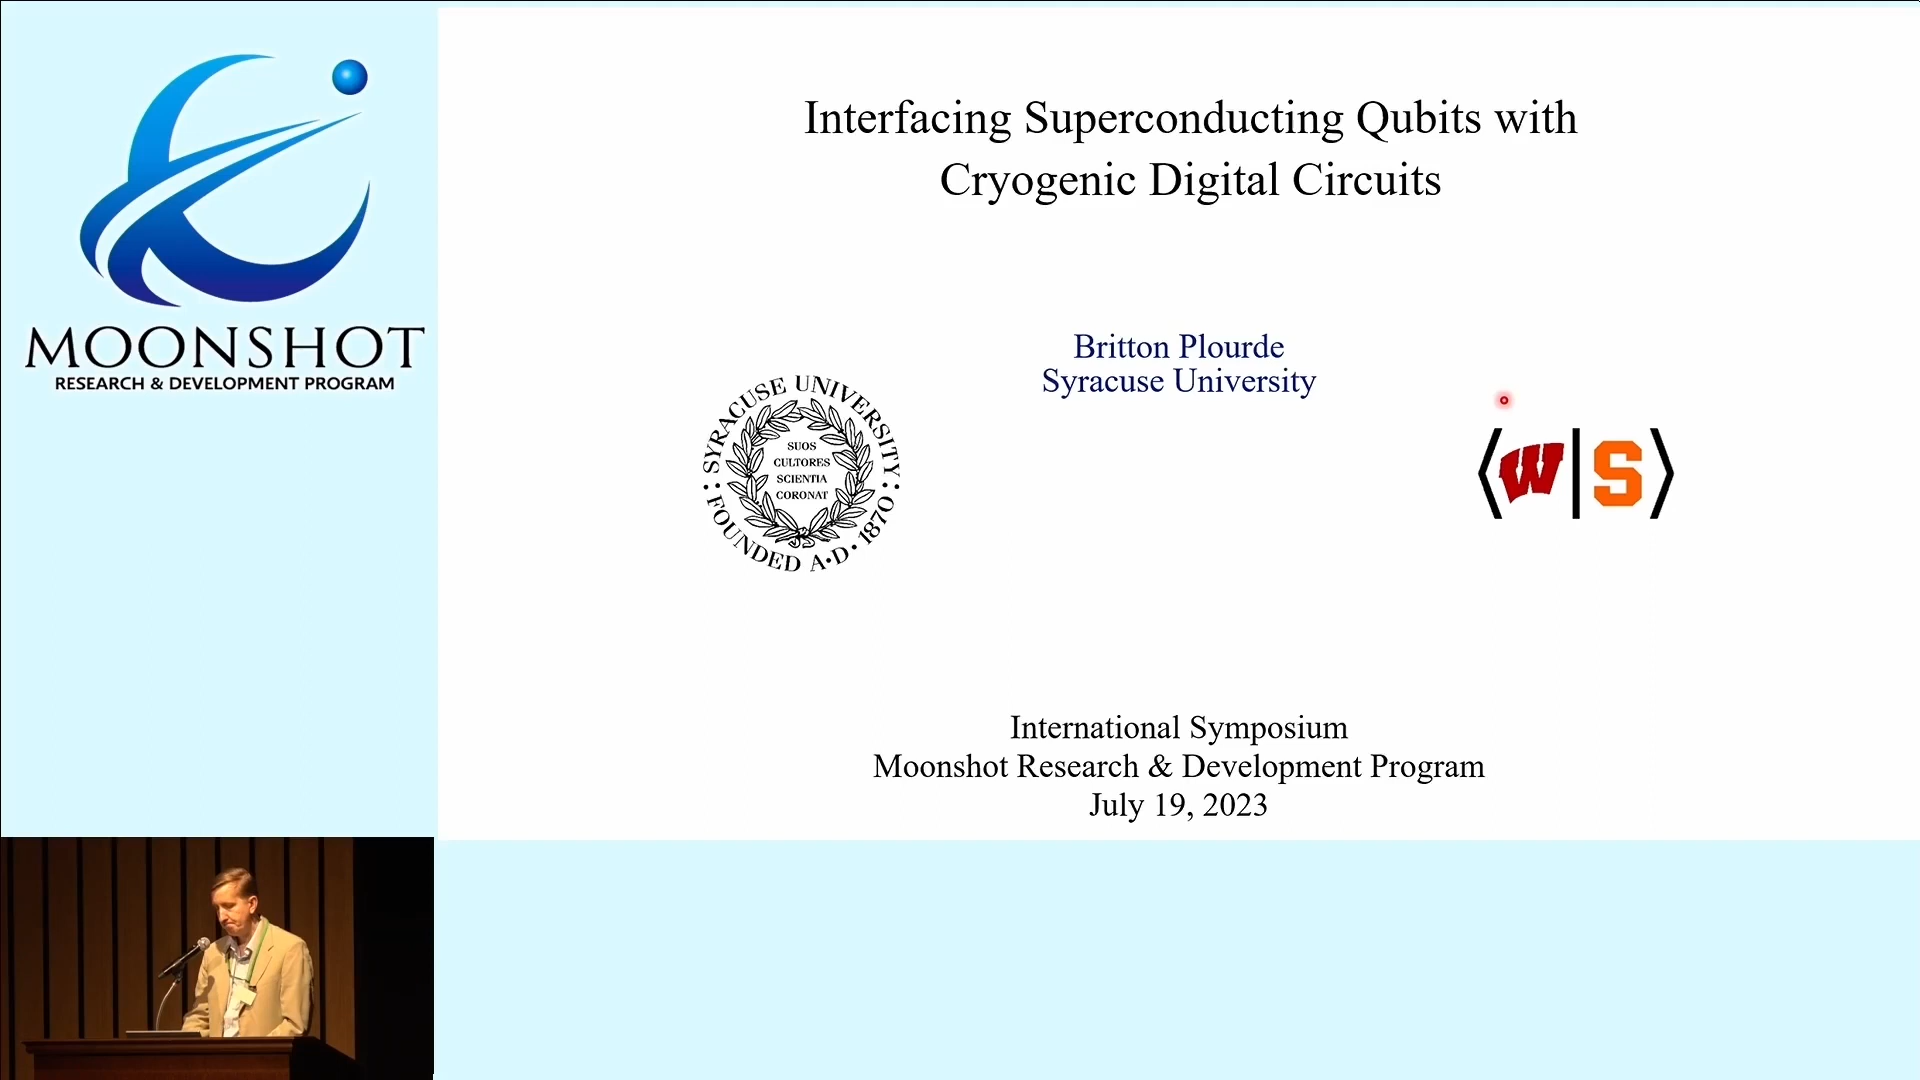 MOONSHOT
RESEARCH & DEVELOPMENT PROGRAM
Interfacing Superconducting Qubits with
Cryogenic Digital Circuits
Britton Plourde
Syracuse University
SYRACUSE UNIVERSITY
FOUNDED A·D· 1870
SUOS
CULTORES
SCIENTIA
CORONAT
⟨W|S⟩
International Symposium
Moonshot Research & Development Program
July 19, 2023